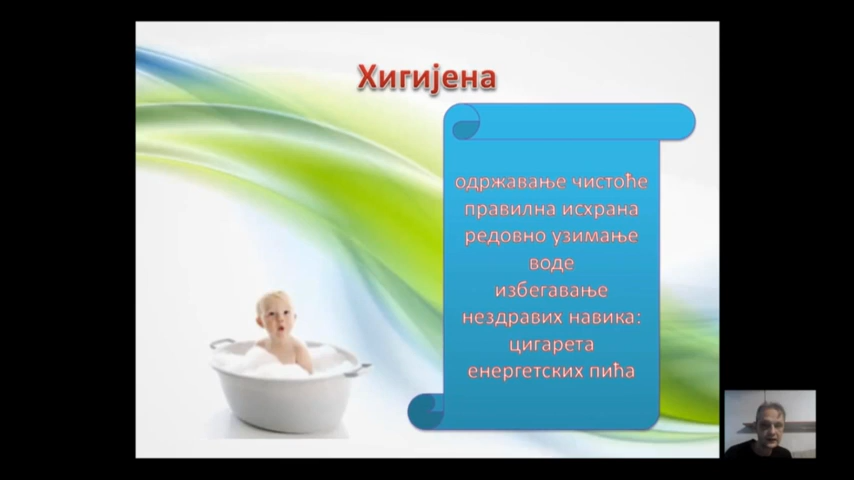 Хигијена
одржавање чистоће
правилна исхрана
редовно узимање
воде
избегавање
нездравих навика:
цигарета
енергетских пића